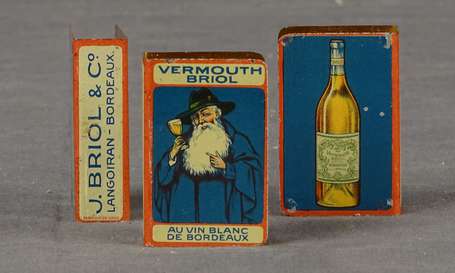 J. BRIOL & Cº
LANGOIRAN - BORDEAUX.
VERMOUTH
BRIOL
AU VIN BLANC
DE BORDEAUX